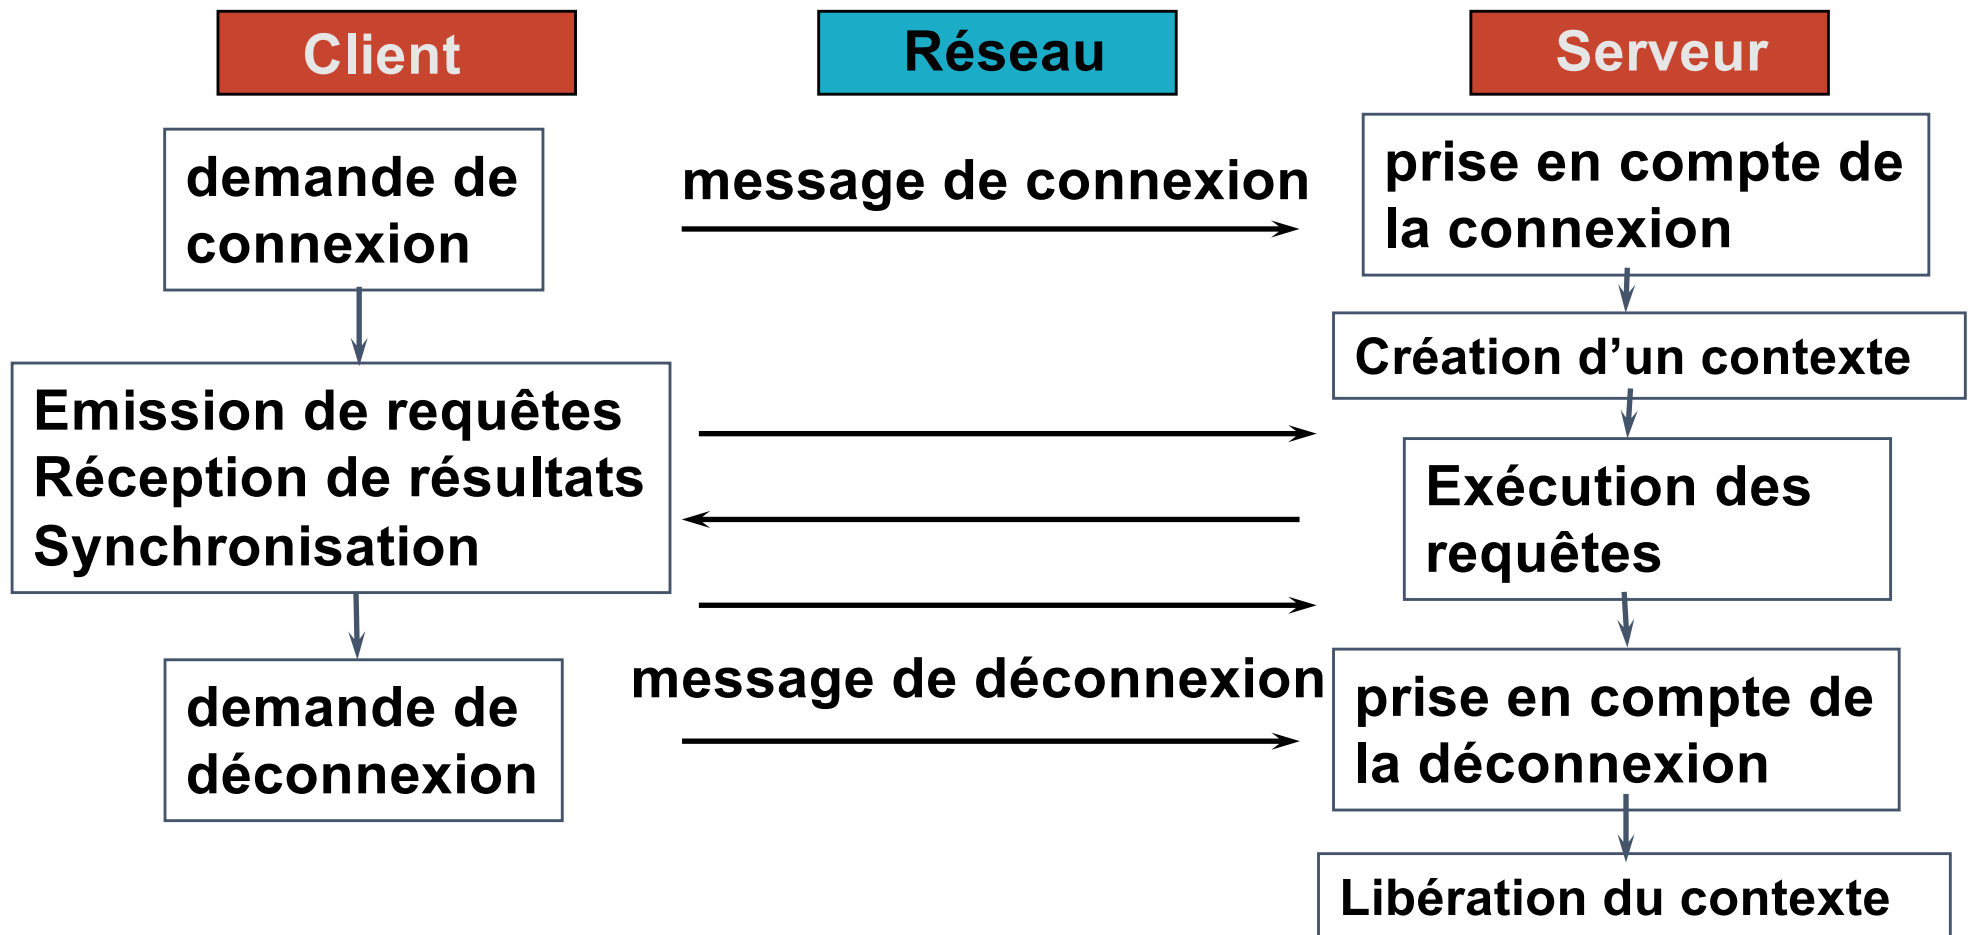 Client
Réseau
Serveur
demande de
connexion
message de connexion
prise en compte de
la connexion
Création d’un contexte
Emission de requêtes
Réception de résultats
Synchronisation
Exécution des
requêtes
demande de
déconnexion
message de déconnexion
prise en compte de
la déconnexion
Libération du contexte